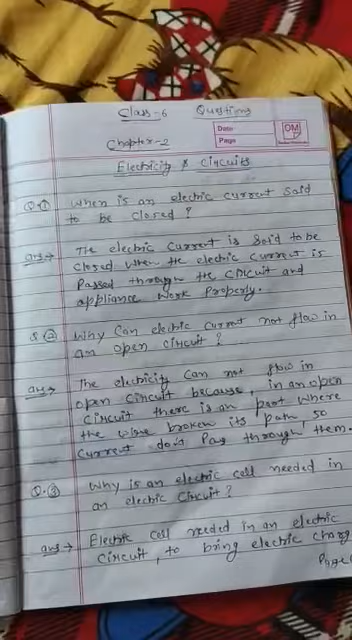 Class-6 Questions
Date
Page
DM
Chapter-2
Electricity & Circuits
Q.① When is an electric current said
to be closed ?
ans→ The electric current is said to be
closed when the electric current is
Passed through the circuit and
appliance work Properly.
Q.② Why Can electric current not flow in
an open circuit ?
ans→ The electricity Can not flow in
open circuit because, in an open
circuit there is an part where
the wire broken its path so
current don't Pass through them.
Q.③ Why is an electric cell needed in
an electric circuit ?
ans→ Electric cell needed in an electric
circuit, to bring electric charg